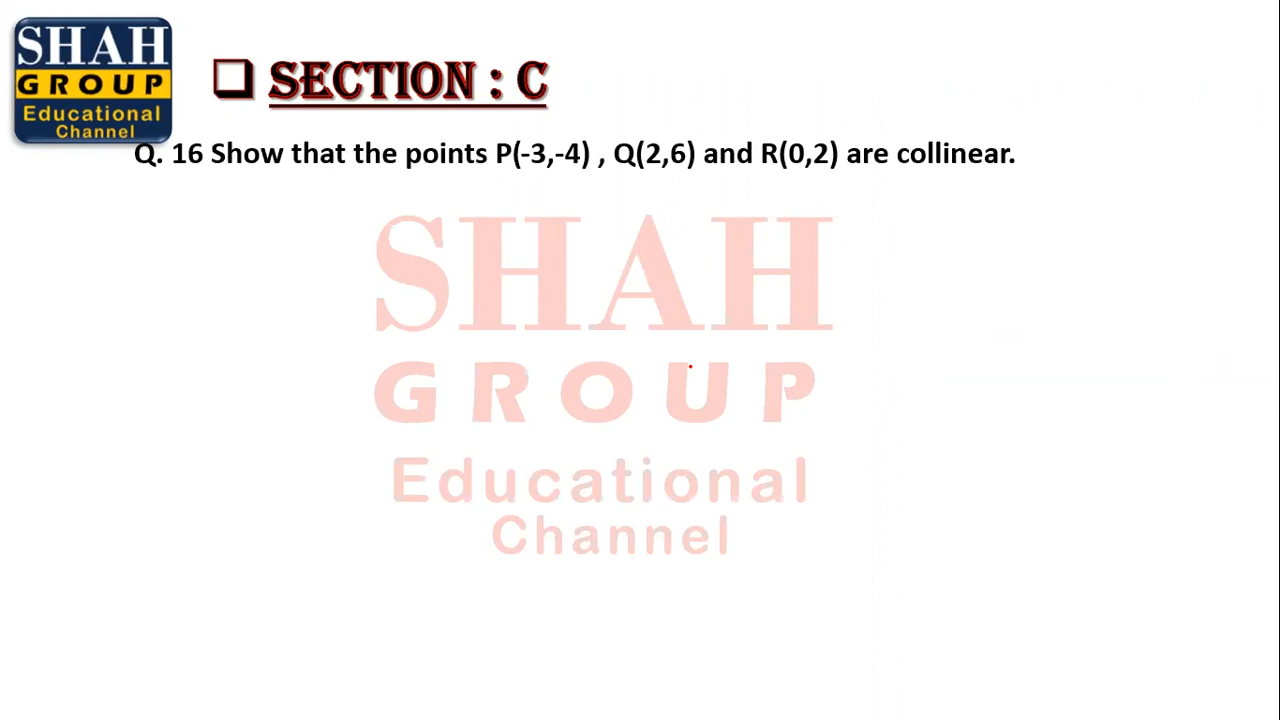 SHAH
GROUP
Educational
Channel
SECTION : C
Q. 16 Show that the points P(-3,-4) , Q(2,6) and R(0,2) are collinear.
SHAH
GROUP
Educational
Channel